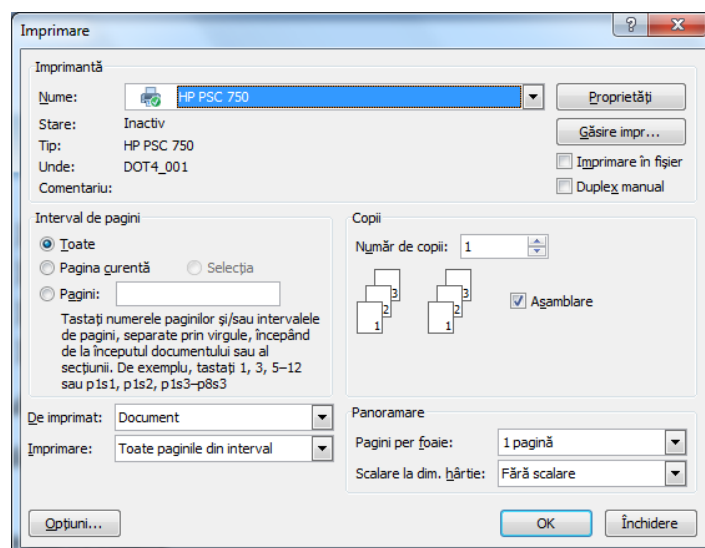 Imprimare
Imprimantă
Nume: HP PSC 750
Proprietăți
Stare: Inactiv
Găsire impr...
Tip: HP PSC 750
Unde: DOT4_001
Imprimare în fișier
Comentariu:
Duplex manual
Interval de pagini
Toate
Pagina curentă Selecția
Pagini:
Tastați numerele paginilor și/sau intervalele
de pagini, separate prin virgule, începând
de la începutul documentului sau al
secțiunii. De exemplu, tastați 1, 3, 5–12
sau p1s1, p1s2, p1s3–p8s3
Copii
Număr de copii: 1
3 3
2 2
1 1
Asamblare
De imprimat: Document
Imprimare: Toate paginile din interval
Panoramare
Pagini per foaie: 1 pagină
Scalare la dim. hârtie: Fără scalare
Opțiuni...
OK
Închidere